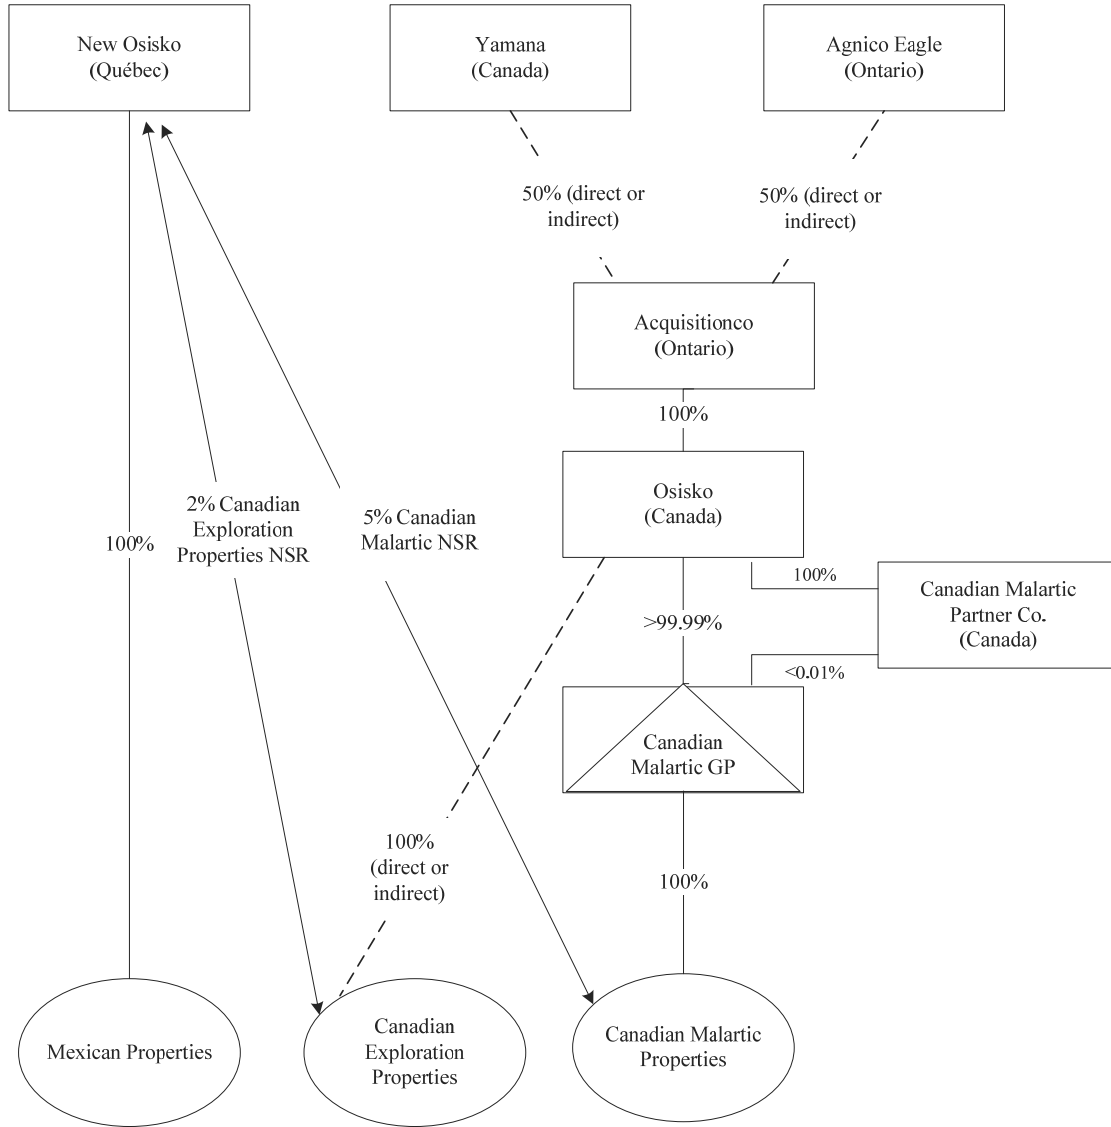 New Osisko
(Québec)
Yamana
(Canada)
Agnico Eagle
(Ontario)
50% (direct or
indirect)
50% (direct or
indirect)
Acquisitionco
(Ontario)
100%
Osisko
(Canada)
2% Canadian
Exploration
Properties NSR
5% Canadian
Malartic NSR
100%
100%
Canadian Malartic
Partner Co.
(Canada)
>99.99%
<0.01%
Canadian
Malartic GP
100%
(direct or
indirect)
100%
Mexican Properties
Canadian
Exploration
Properties
Canadian Malartic
Properties